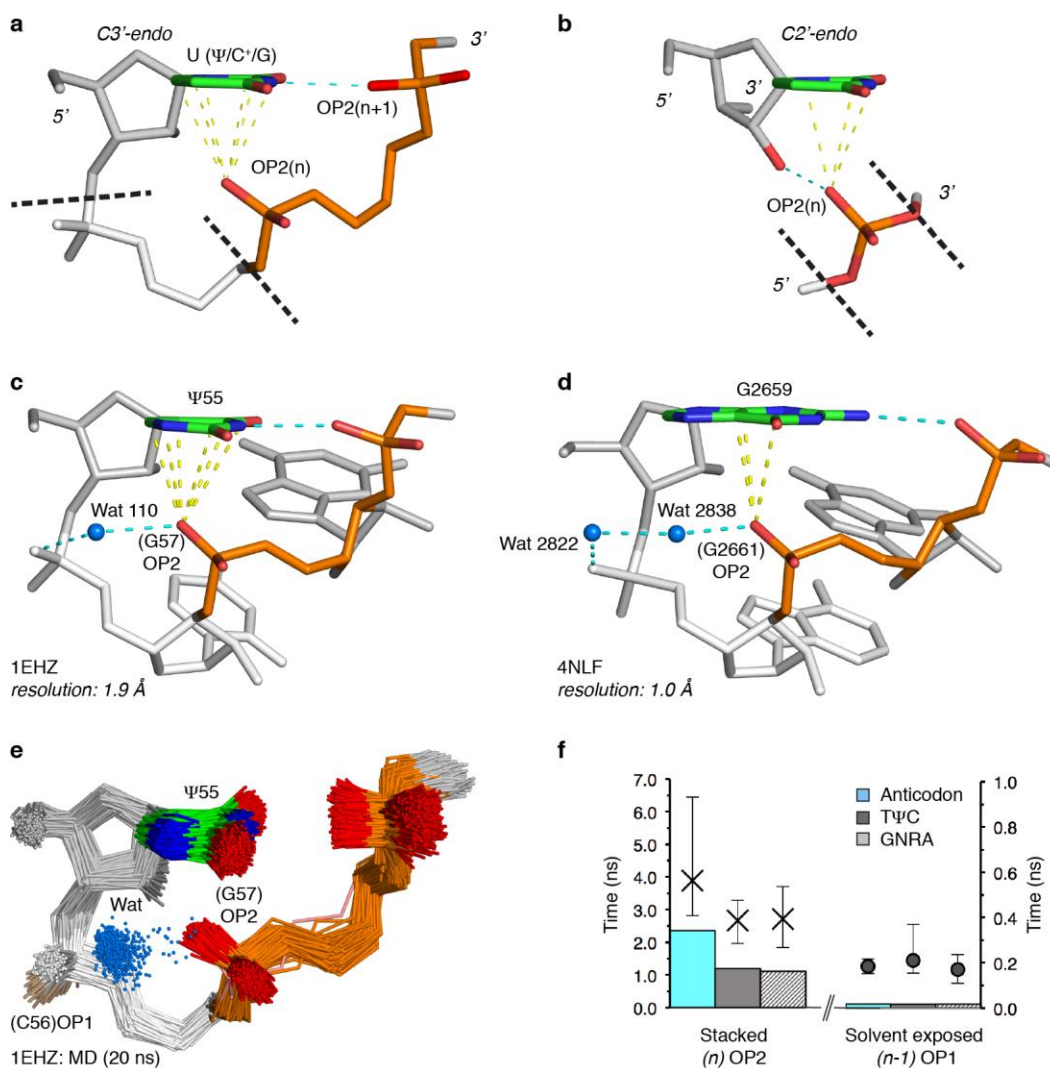 a
C3'-endo
U (Ψ/C⁺/G)
3'
OP2(n+1)
5'
OP2(n)
b
C2'-endo
3'
5'
OP2(n)
3'
5'
c
Ψ55
Wat 110
(G57)
OP2
1EHZ
resolution: 1.9 Å
d
G2659
Wat 2838
Wat 2822
(G2661)
OP2
4NLF
resolution: 1.0 Å
e
Ψ55
(G57)
OP2
Wat
(C56)OP1
1EHZ: MD (20 ns)
f
7.0
6.0
5.0
4.0
3.0
2.0
1.0
0.0
Time (ns)
Anticodon
TΨC
GNRA
1.0
0.8
0.6
0.4
0.2
0.0
Time (ns)
Stacked
(n) OP2
Solvent exposed
(n-1) OP1